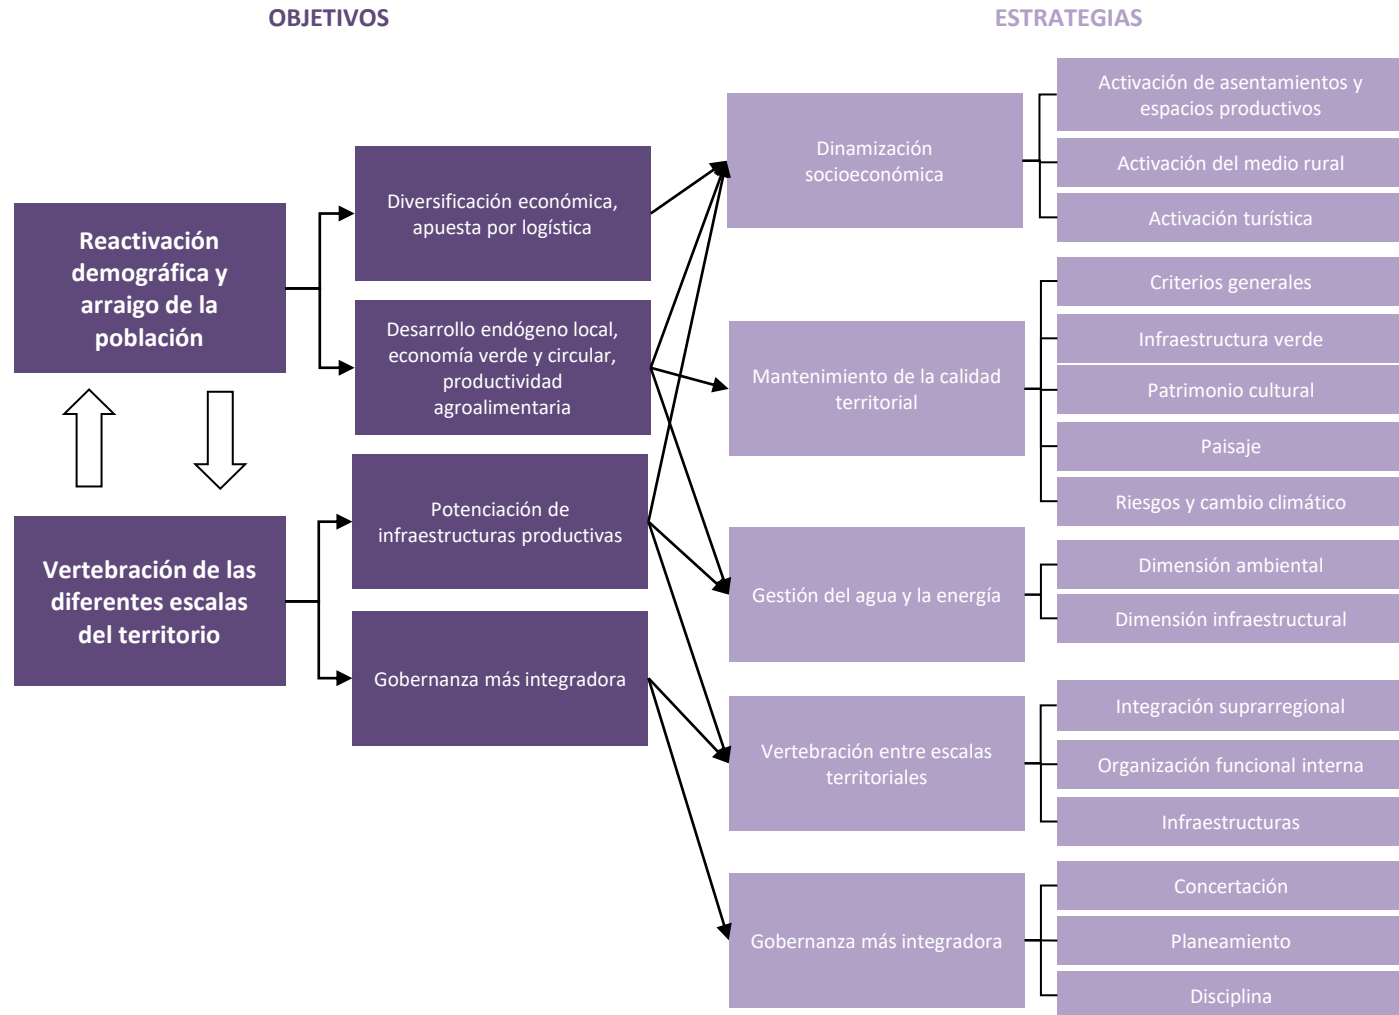 OBJETIVOS
ESTRATEGIAS
Reactivación
demográfica y
arraigo de la
población
Vertebración de las
diferentes escalas
del territorio
Diversificación económica,
apuesta por logística
Desarrollo endógeno local,
economía verde y circular,
productividad
agroalimentaria
Potenciación de
infraestructuras productivas
Gobernanza más integradora
Dinamización
socioeconómica
Mantenimiento de la calidad
territorial
Gestión del agua y la energía
Vertebración entre escalas
territoriales
Gobernanza más integradora
Activación de asentamientos y
espacios productivos
Activación del medio rural
Activación turística
Criterios generales
Infraestructura verde
Patrimonio cultural
Paisaje
Riesgos y cambio climático
Dimensión ambiental
Dimensión infraestructural
Integración suprarregional
Organización funcional interna
Infraestructuras
Concertación
Planeamiento
Disciplina